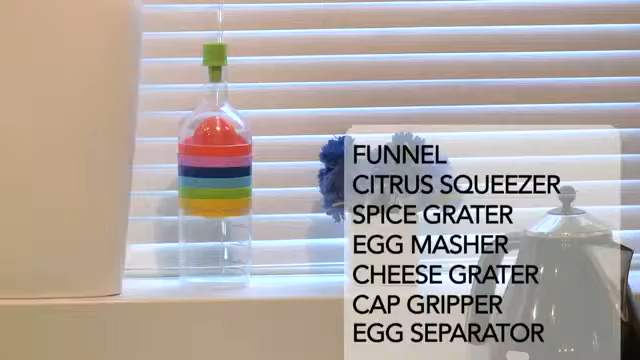 FUNNEL
CITRUS SQUEEZER
SPICE GRATER
EGG MASHER
CHEESE GRATER
CAP GRIPPER
EGG SEPARATOR